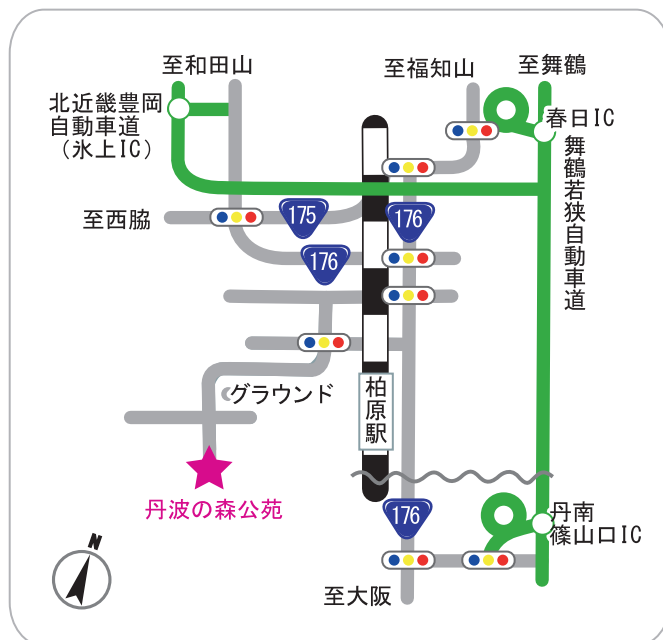 至和田山
至福知山
至舞鶴
北近畿豊岡
自動車道
（氷上IC）
春日IC
舞鶴若狭自動車道
至西脇
175
176
176
グラウンド
柏原駅
丹波の森公苑
176
丹南
篠山口IC
N
至大阪